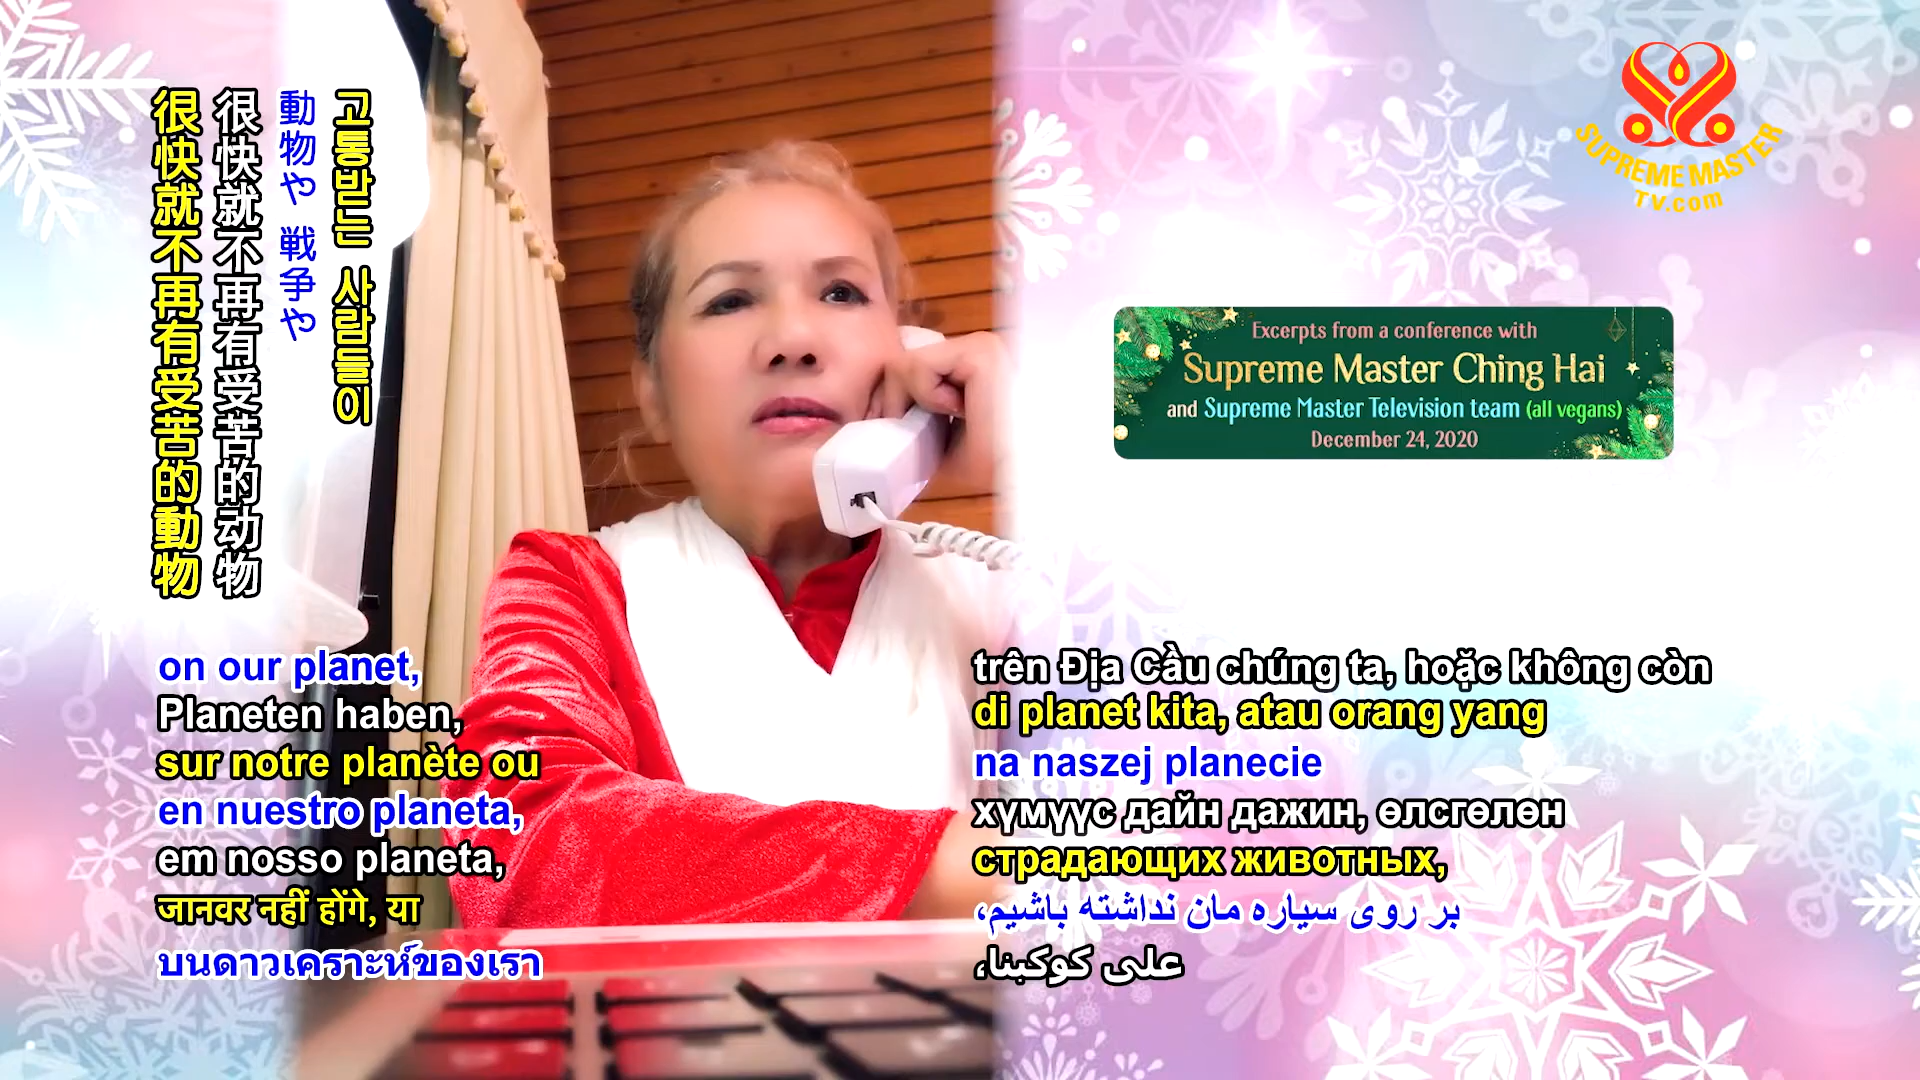 很快就不再有受苦的動物
很快就不再有受苦的动物
動物や 戦争や
고통받는 사람들이
SUPREME MASTER
TV.com
Excerpts from a conference with
Supreme Master Ching Hai
and Supreme Master Television team (all vegans)
December 24, 2020
on our planet,
Planeten haben,
sur notre planète ou
en nuestro planeta,
em nosso planeta,
जानवर नहीं होंगे, या
บนดาวเคราะห์ของเรา
trên Địa Cầu chúng ta, hoặc không còn
di planet kita, atau orang yang
na naszej planecie
хүмүүс дайн дажин, өлсгөлөн
страдающих животных,
بر روی سیاره مان نداشته باشیم،
على كوكبنا،